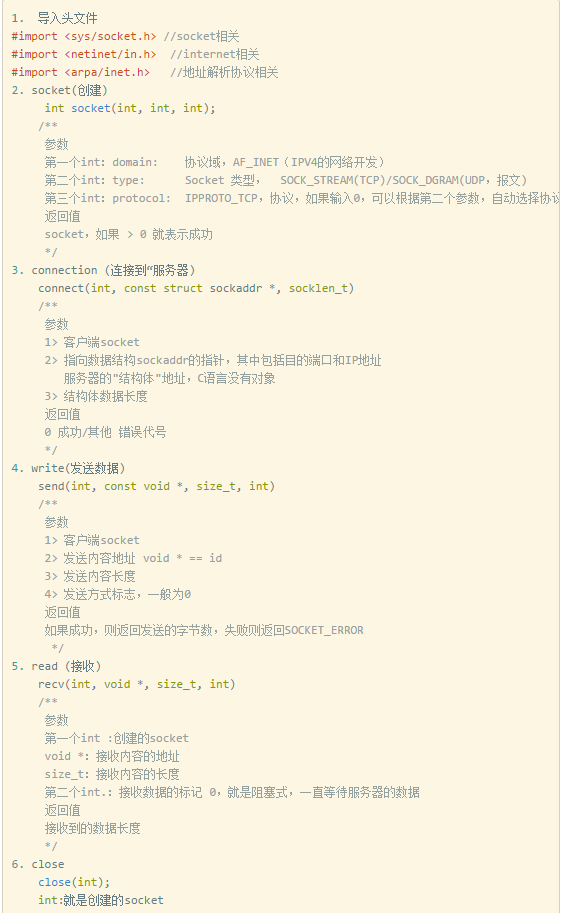 1.  导入头文件
#import <sys/socket.h> //socket相关
#import <netinet/in.h>  //internet相关
#import <arpa/inet.h>   //地址解析协议相关
2. socket(创建)
int socket(int, int, int);
/**
参数
第一个int: domain:    协议域，AF_INET（IPV4的网络开发）
第二个int: type:      Socket 类型，  SOCK_STREAM(TCP)/SOCK_DGRAM(UDP，报文)
第三个int: protocol:  IPPROTO_TCP，协议，如果输入0，可以根据第二个参数，自动选择协议
返回值
socket，如果 > 0 就表示成功
*/
3. connection (连接到“服务器)
connect(int, const struct sockaddr *, socklen_t)
/**
参数
1> 客户端socket
2> 指向数据结构sockaddr的指针，其中包括目的端口和IP地址
服务器的"结构体"地址，C语言没有对象
3> 结构体数据长度
返回值
0 成功/其他 错误代号
*/
4. write(发送数据)
send(int, const void *, size_t, int)
/**
参数
1> 客户端socket
2> 发送内容地址 void * == id
3> 发送内容长度
4> 发送方式标志，一般为0
返回值
如果成功，则返回发送的字节数，失败则返回SOCKET_ERROR
*/
5. read (接收)
recv(int, void *, size_t, int)
/**
参数
第一个int :创建的socket
void *: 接收内容的地址
size_t: 接收内容的长度
第二个int.: 接收数据的标记 0，就是阻塞式，一直等待服务器的数据
返回值
接收到的数据长度
*/
6. close
close(int);
int:就是创建的socket